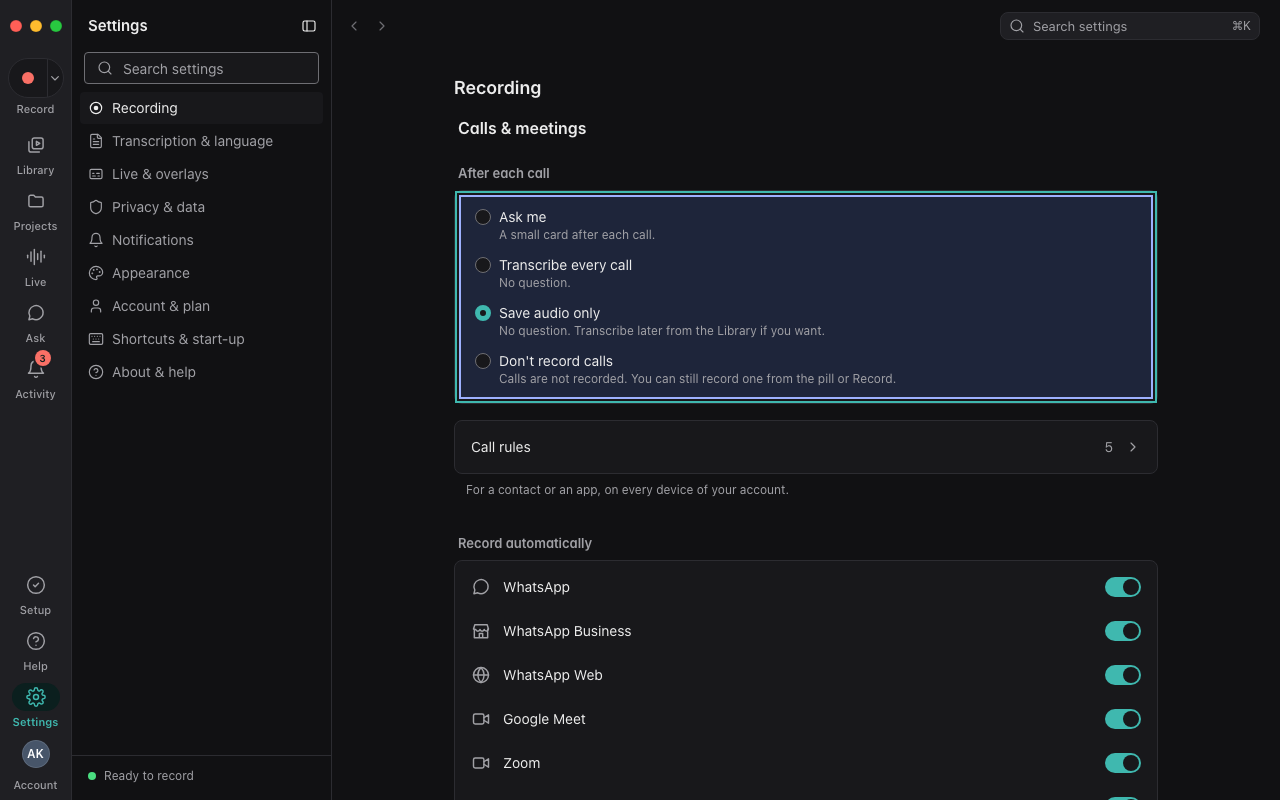 Settings
Search settings
⌘K
Search settings
Record
Library
Projects
Live
Ask
3
Activity
Setup
Help
Settings
AK
Account
Recording
Transcription & language
Live & overlays
Privacy & data
Notifications
Appearance
Account & plan
Shortcuts & start-up
About & help
Ready to record
Recording
Calls & meetings
After each call
Ask me
A small card after each call.
Transcribe every call
No question.
Save audio only
No question. Transcribe later from the Library if you want.
Don't record calls
Calls are not recorded. You can still record one from the pill or Record.
Call rules
5
For a contact or an app, on every device of your account.
Record automatically
WhatsApp
WhatsApp Business
WhatsApp Web
Google Meet
Zoom